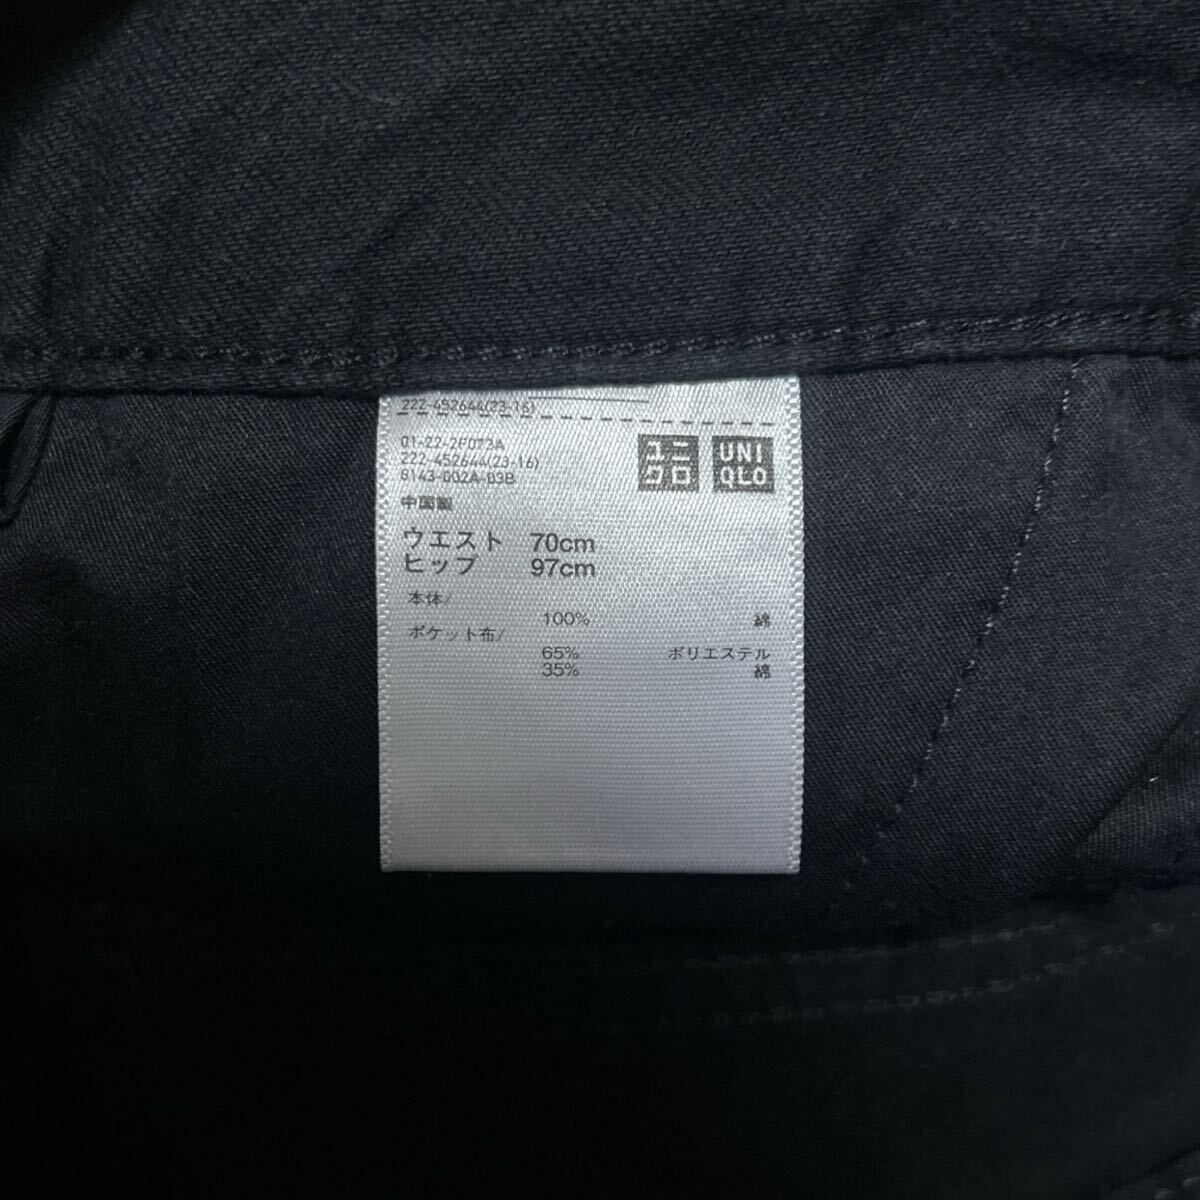 222-452644(23-16)
01-22-2F073A
222-452644(23-16)
6143-002A-03B
ユニ
クロ
UNI
QLO
中国製
ウエスト 70cm
ヒップ 97cm
本体/
100% 綿
ポケット布/
65% ポリエステル
35% 綿